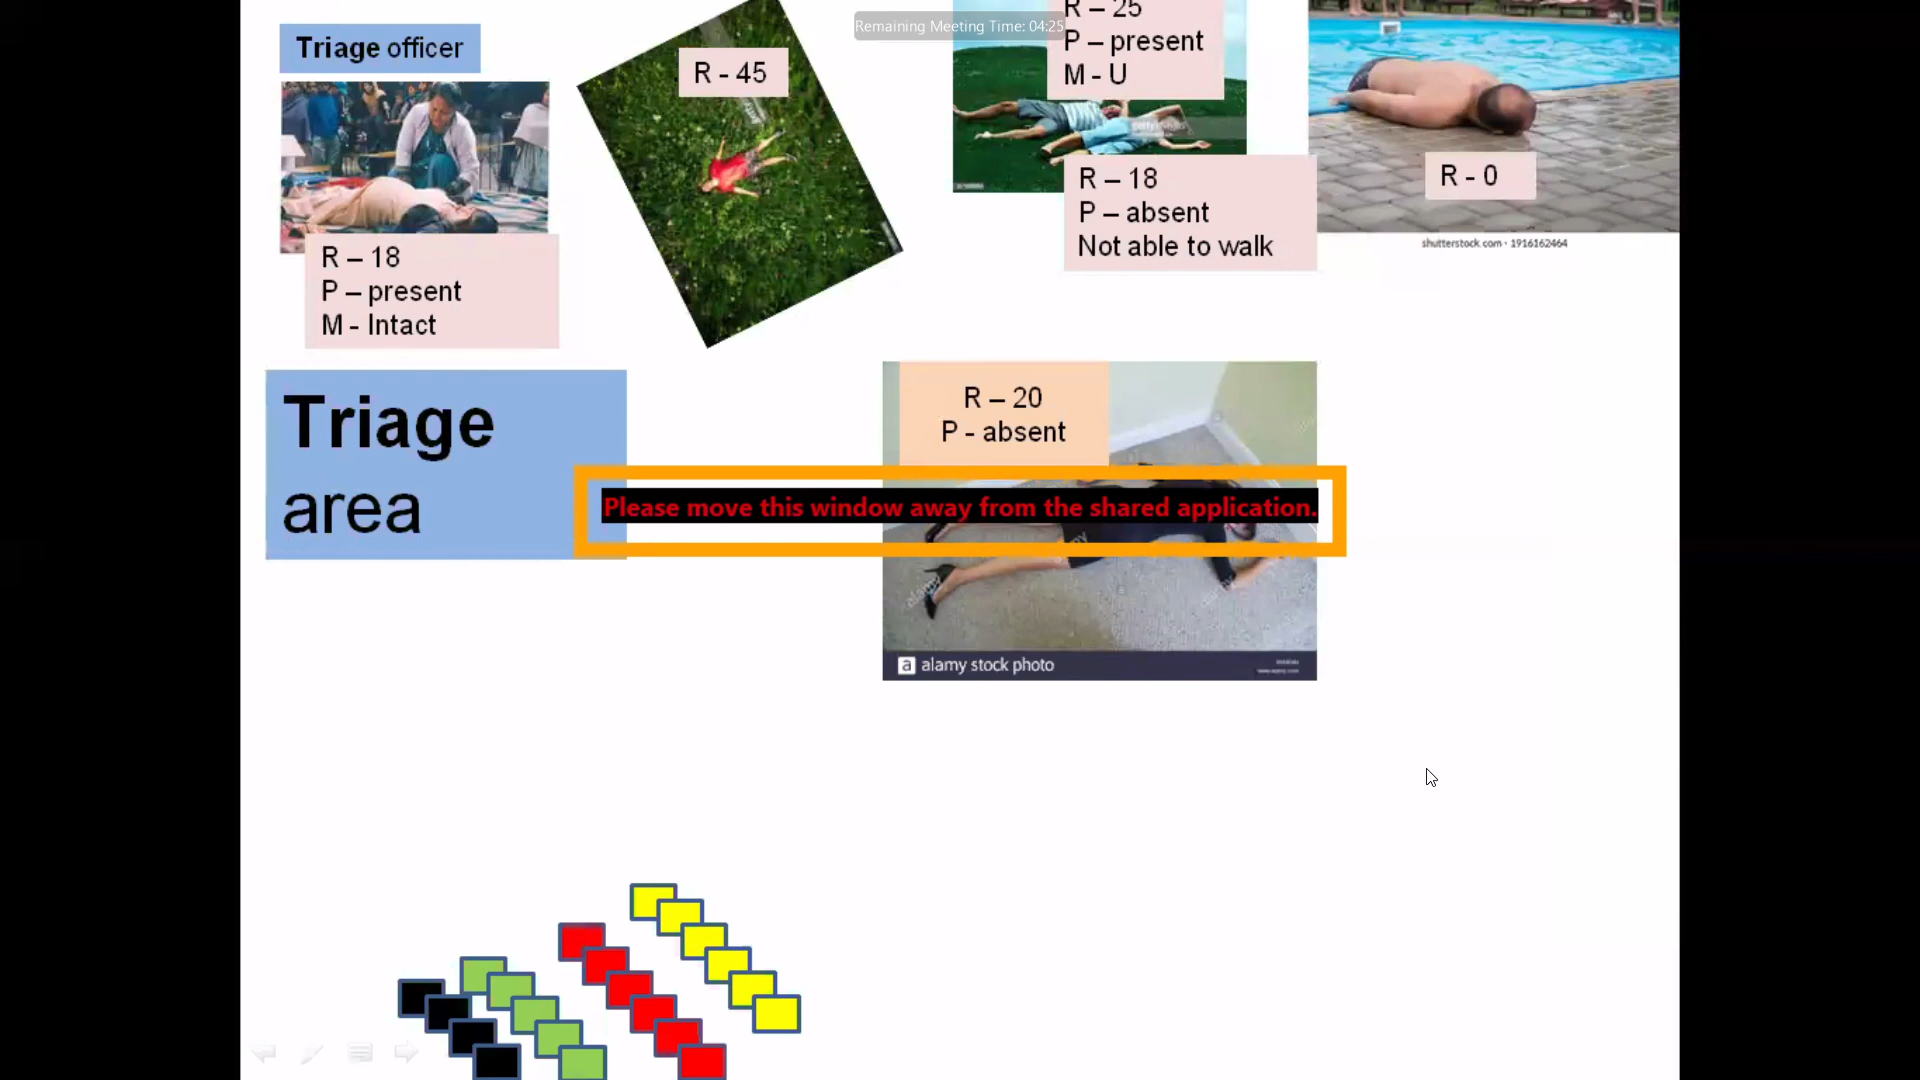 Remaining Meeting Time: 04:25
Triage officer
R - 45
R – 25
P – present
M - U
R - 0
R – 18
P – absent
Not able to walk
shutterstock.com · 1916162464
R – 18
P – present
M - Intact
Triage
area
R – 20
P - absent
Please move this window away from the shared application.
alamy
a alamy stock photo